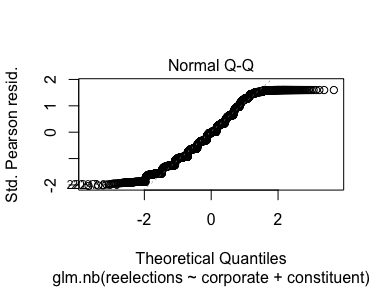 Normal Q-Q
Std. Pearson resid.
2
1
0
-2
-2
0
2
Theoretical Quantiles
glm.nb(reelections ~ corporate + constituent)